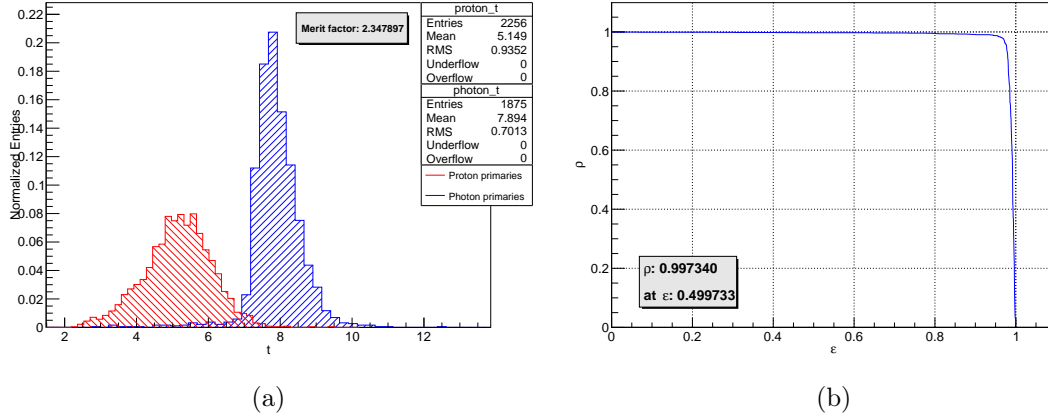 Merit factor: 2.347897
proton_t
Entries 2256
Mean 5.149
RMS 0.9352
Underflow 0
Overflow 0
photon_t
Entries 1875
Mean 7.894
RMS 0.7013
Underflow 0
Overflow 0
Proton primaries
Photon primaries
Normalized Entries
0.22
0.2
0.18
0.16
0.14
0.12
0.1
0.08
0.06
0.04
0.02
0
2 4 6 8 10 12
t
(a)
ρ
1
0.8
0.6
0.4
0.2
0
ρ: 0.997340
at ε: 0.499733
0 0.2 0.4 0.6 0.8 1
ε
(b)